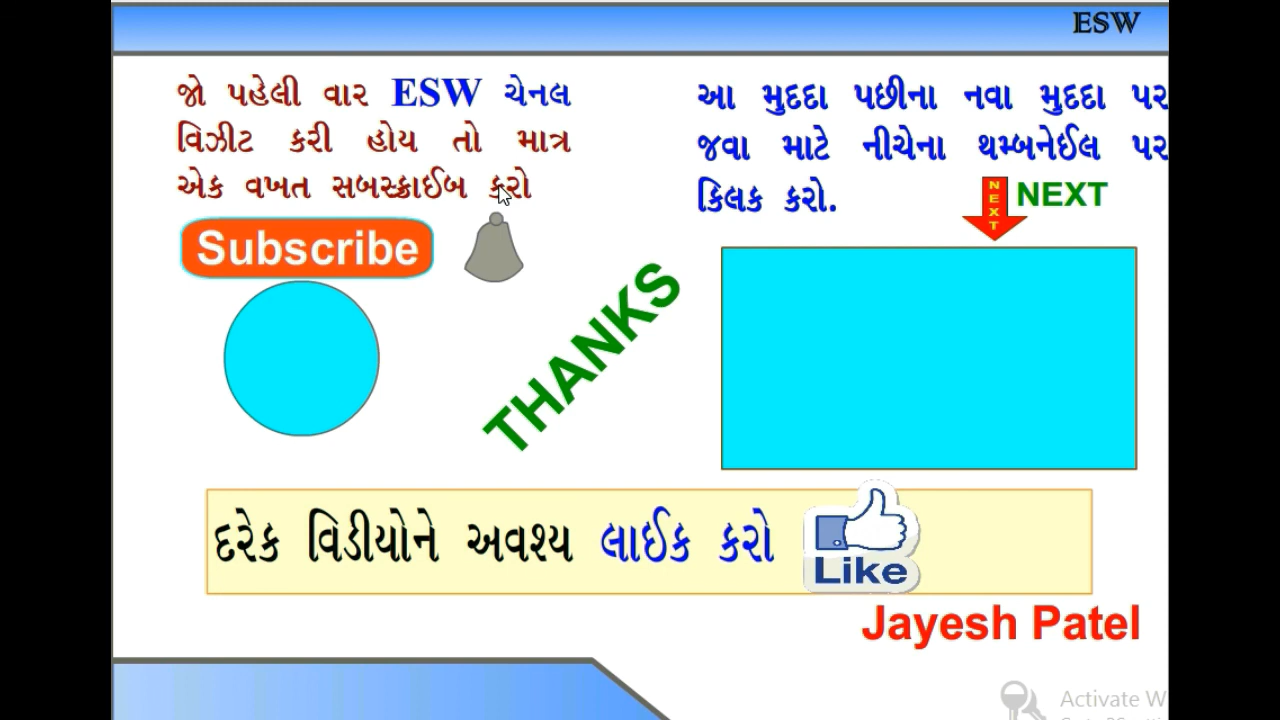 ESW
જો પહેલી વાર ESW ચેનલ
વિઝીટ કરી હોય તો માત્ર
એક વખત સબસ્ક્રાઈબ કરો
Subscribe
આ મુદદા પછીના નવા મુદદા પર
જવા માટે નીચેના થમ્બનેઈલ પર
ક્લિક કરો.
NEXT
NEXT
THANKS
દરેક વિડીયોને અવશ્ય લાઈક કરો
Like
Jayesh Patel
Activate W